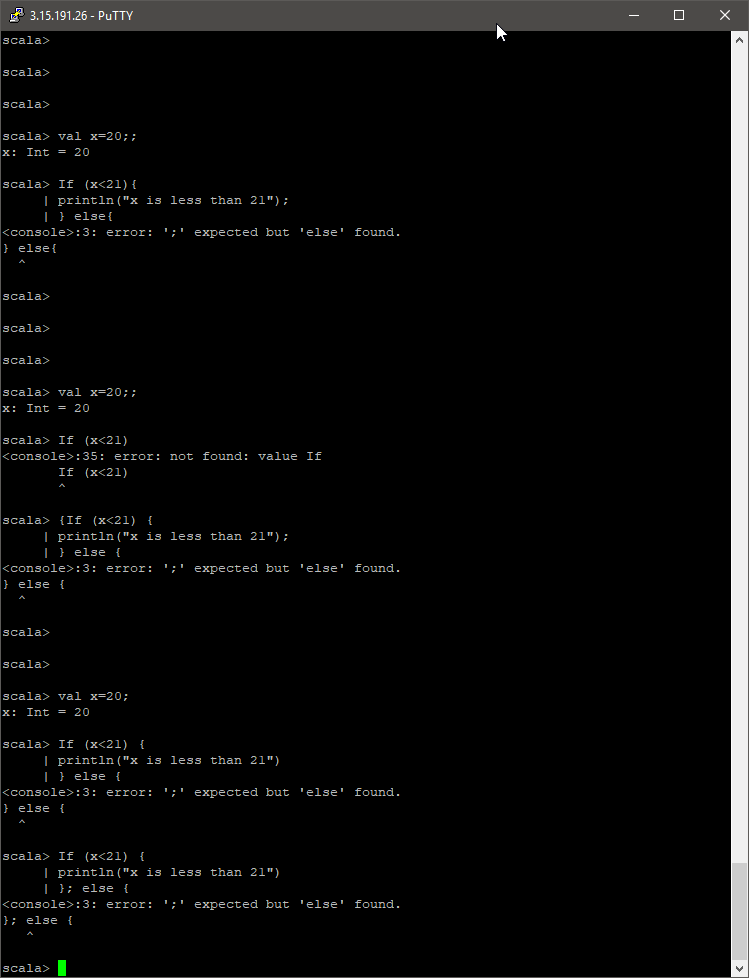 3.15.191.26 - PuTTY
scala>
scala>
scala>
scala> val x=20;;
x: Int = 20
scala> If (x<21){
     | println("x is less than 21");
     | } else{
<console>:3: error: ';' expected but 'else' found.
} else{
  ^
scala>
scala>
scala>
scala> val x=20;;
x: Int = 20
scala> If (x<21)
<console>:35: error: not found: value If
       If (x<21)
       ^
scala> {If (x<21) {
     | println("x is less than 21");
     | } else {
<console>:3: error: ';' expected but 'else' found.
} else {
  ^
scala>
scala>
scala> val x=20;
x: Int = 20
scala> If (x<21) {
     | println("x is less than 21")
     | } else {
<console>:3: error: ';' expected but 'else' found.
} else {
  ^
scala> If (x<21) {
     | println("x is less than 21")
     | }; else {
<console>:3: error: ';' expected but 'else' found.
}; else {
   ^
scala>